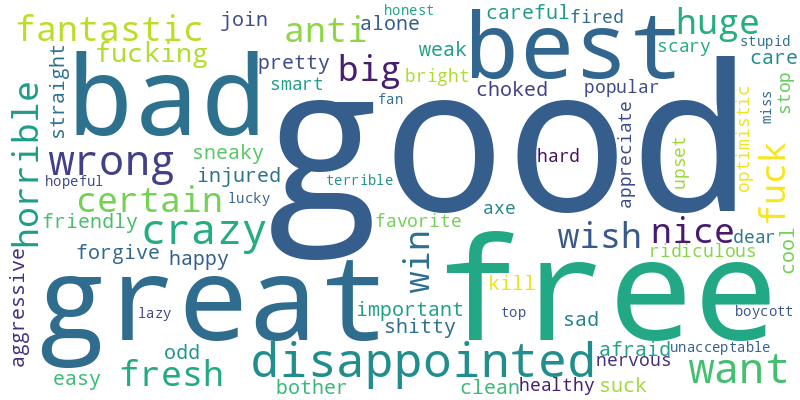 honest
fantastic
join
anti
alone
careful
fired
huge
best
fucking
weak
scary
stupid
care
straight
bad
pretty
big
bright
smart
choked
popular
stop
fan
good
horrible
wrong
sneaky
injured
hard
appreciate
upset
optimistic
miss
fuck
hopeful
lucky
terrible
certain
friendly
crazy
favorite
axe
wish
nice
dear
cool
forgive
happy
win
free
ridiculous
aggressive
great
kill
important
shitty
top
sad
boycott
lazy
odd
disappointed
afraid
unacceptable
nervous
want
easy
fresh
bother
clean
healthy
suck